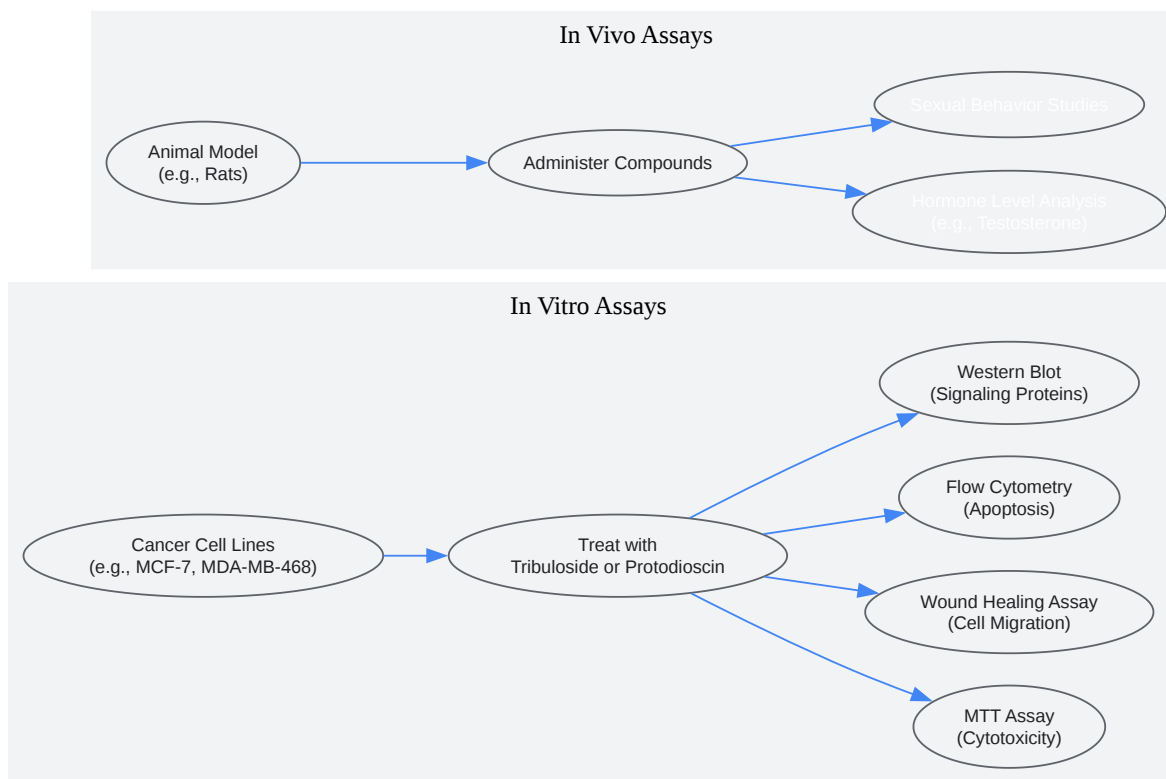 In Vivo Assays
Sexual Behavior Studies
Animal Model
(e.g., Rats)
Administer Compounds
Hormone Level Analysis
(e.g., Testosterone)
In Vitro Assays
Western Blot
(Signaling Proteins)
Flow Cytometry
(Apoptosis)
Cancer Cell Lines
(e.g., MCF-7, MDA-MB-468)
Treat with
Tribuloside or Protodioscin
Wound Healing Assay
(Cell Migration)
MTT Assay
(Cytotoxicity)